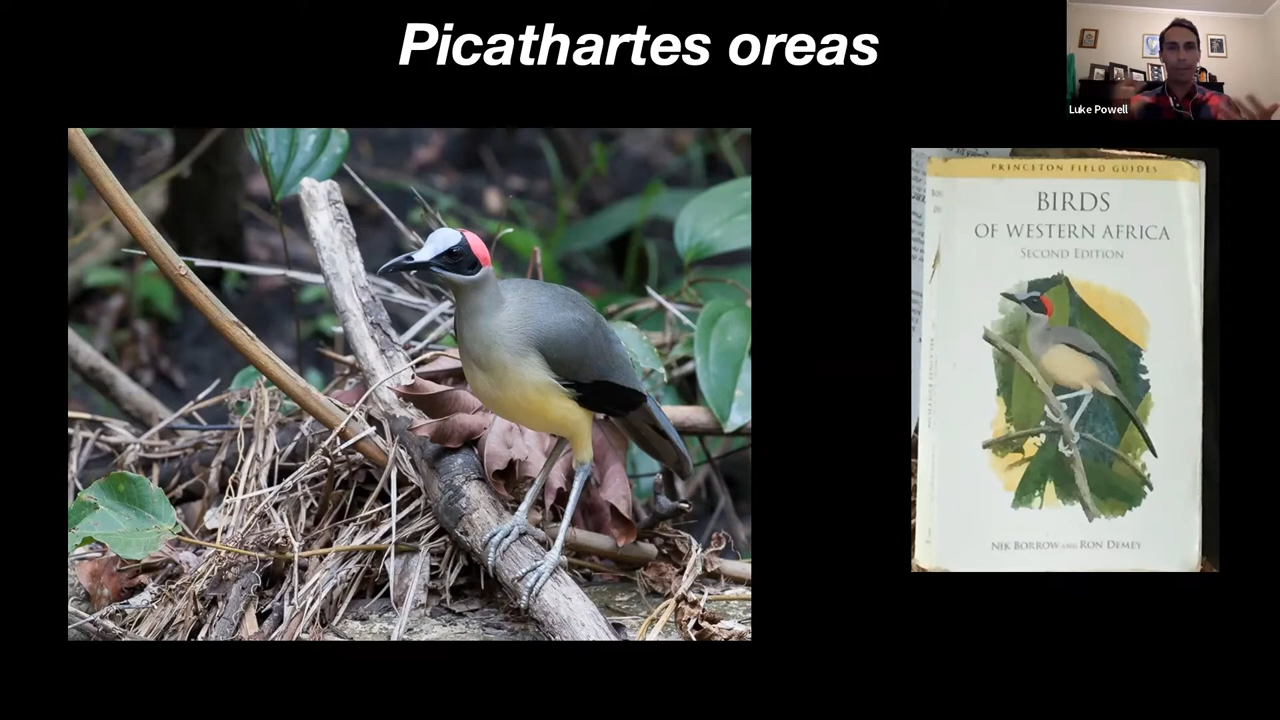 Picathartes oreas
Luke Powell
PRINCETON FIELD GUIDES
BIRDS
OF WESTERN AFRICA
SECOND EDITION
NIK BORROW AND RON DEMEY